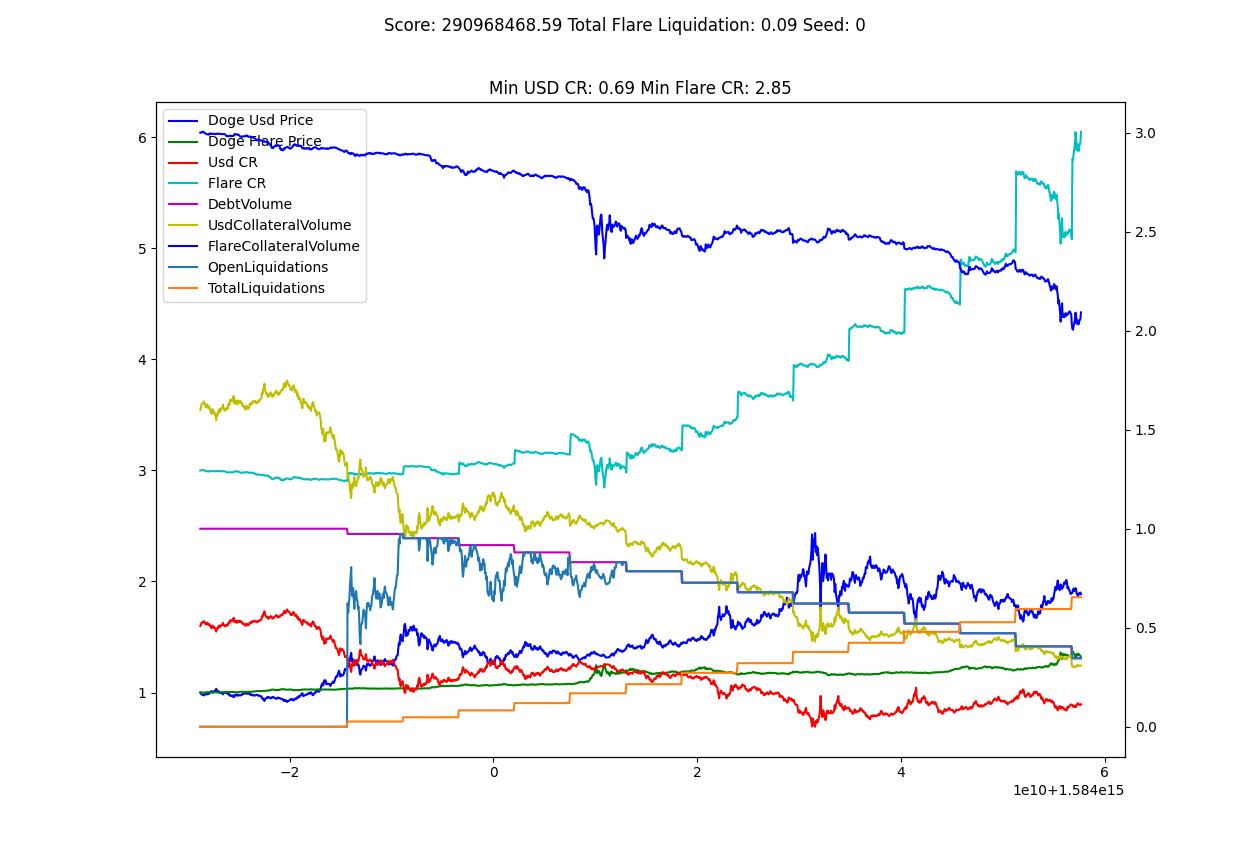 Score: 290968468.59 Total Flare Liquidation: 0.09 Seed: 0
Min USD CR: 0.69 Min Flare CR: 2.85
Doge Usd Price
Doge Flare Price
Usd CR
Flare CR
DebtVolume
UsdCollateralVolume
FlareCollateralVolume
OpenLiquidations
TotalLiquidations
6
5
4
3
2
1
3.0
2.5
2.0
1.5
1.0
0.5
0.0
−2 0 2 4 6
1e10+1.584e15